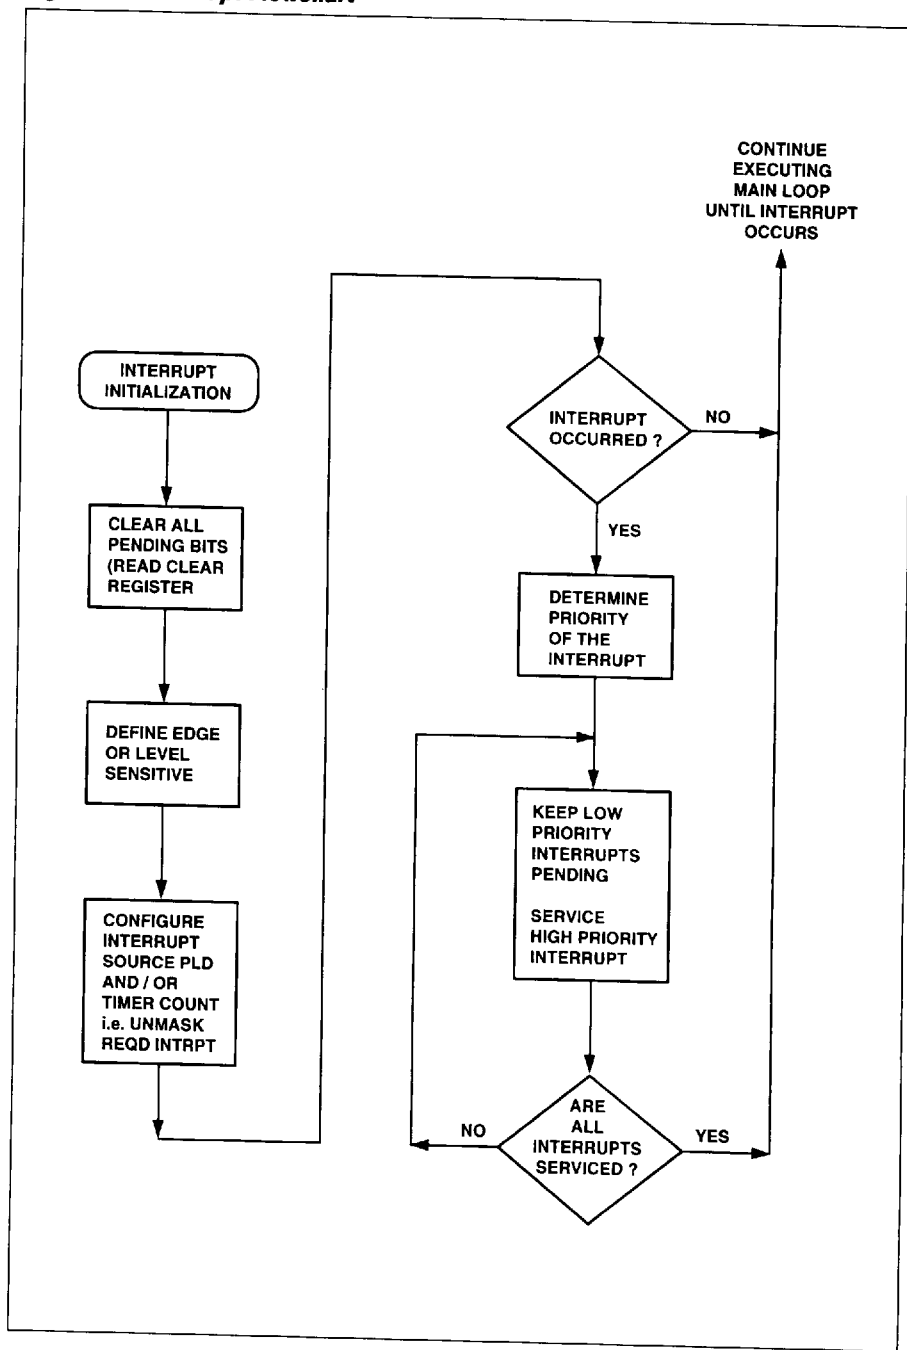 Flowchart
INTERRUPT
INITIALIZATION
CLEAR ALL
PENDING BITS
(READ CLEAR
REGISTER
DEFINE EDGE
OR LEVEL
SENSITIVE
CONFIGURE
INTERRUPT
SOURCE PLD
AND / OR
TIMER COUNT
i.e. UNMASK
REQD INTRPT
INTERRUPT
OCCURRED ?
NO
YES
DETERMINE
PRIORITY
OF THE
INTERRUPT
KEEP LOW
PRIORITY
INTERRUPTS
PENDING
SERVICE
HIGH PRIORITY
INTERRUPT
ARE
ALL
INTERRUPTS
SERVICED ?
NO
YES
CONTINUE
EXECUTING
MAIN LOOP
UNTIL INTERRUPT
OCCURS